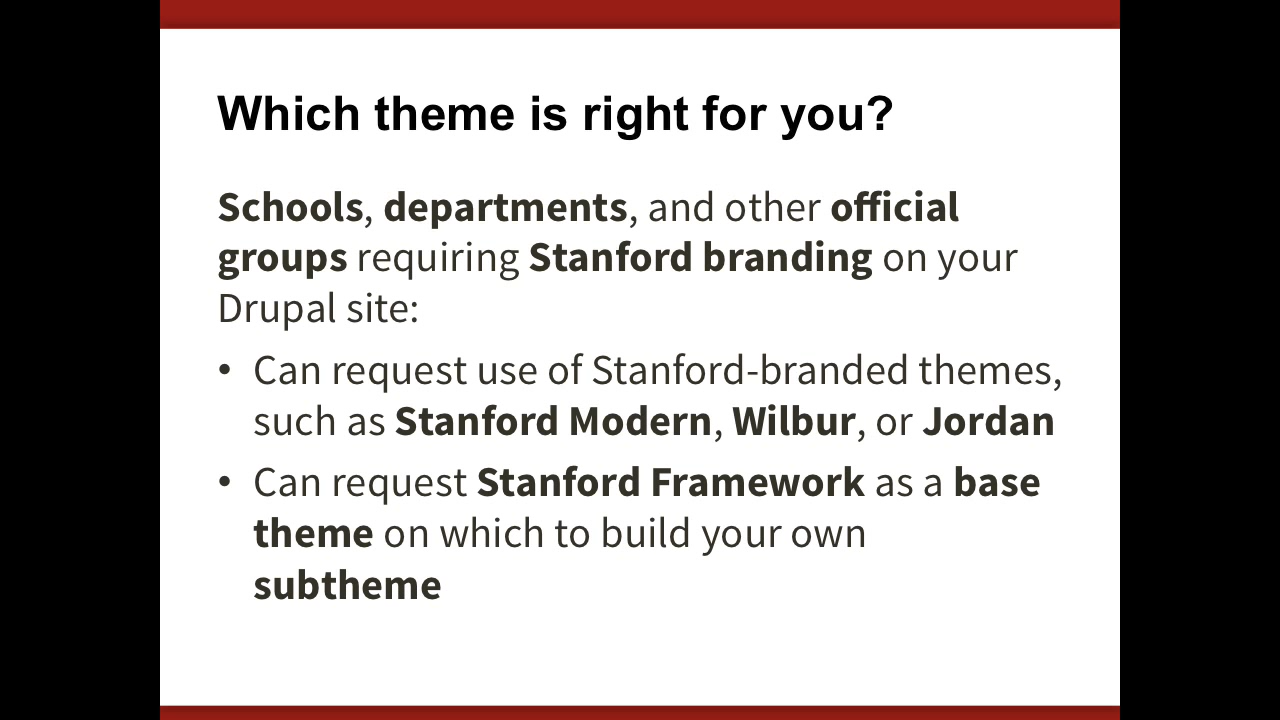 Which theme is right for you?
Schools, departments, and other official
groups requiring Stanford branding on your
Drupal site:
• Can request use of Stanford-branded themes,
such as Stanford Modern, Wilbur, or Jordan
• Can request Stanford Framework as a base
theme on which to build your own
subtheme